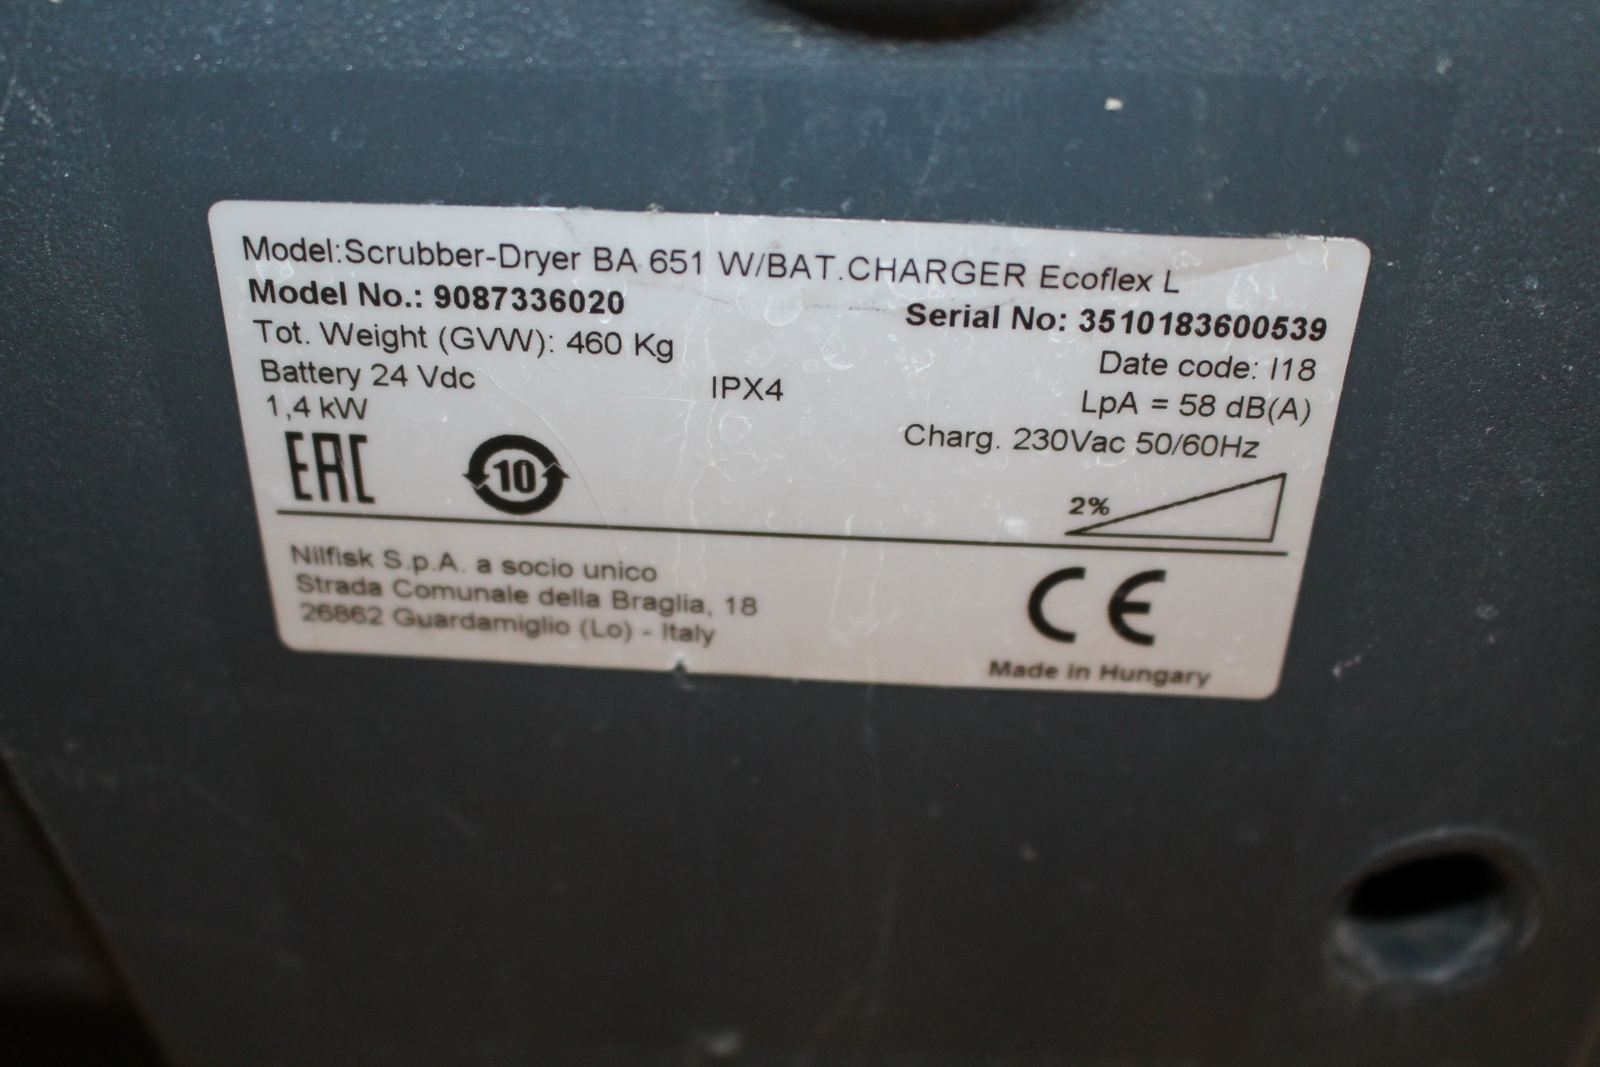 Model:Scrubber-Dryer BA 651 W/BAT.CHARGER Ecoflex L
Model No.: 9087336020
Serial No: 3510183600539
Tot. Weight (GVW): 460 Kg
Date code: I18
Battery 24 Vdc
IPX4
LpA = 58 dB(A)
1,4 kW
Charg. 230Vac 50/60Hz
EAC
10
2%
Nilfisk S.p.A. a socio unico
Strada Comunale della Braglia, 18
26862 Guardamiglio (Lo) - Italy
CE
Made in Hungary